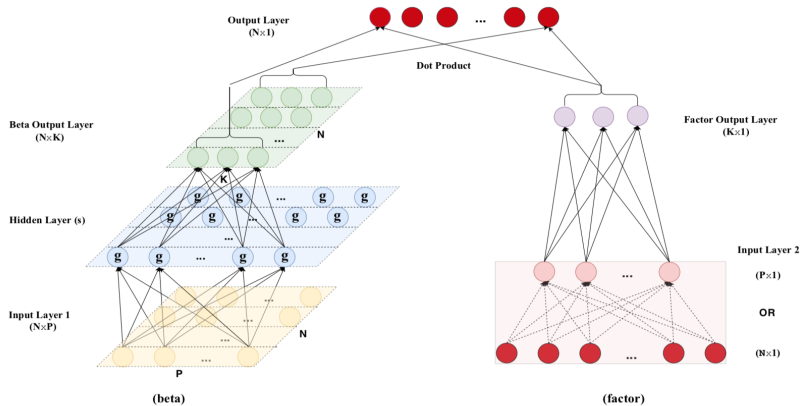 Output Layer
(N×1)
...
Dot Product
Beta Output Layer
(N×K)
...
N
K
Factor Output Layer
(K×1)
Hidden Layer (s)
g g ... g g
g g ... g g
...
g g ... g g
Input Layer 1
(N×P)
...
...
...
...
N
P
Input Layer 2
(P×1)
...
OR
(N×1)
...
(beta)
(factor)